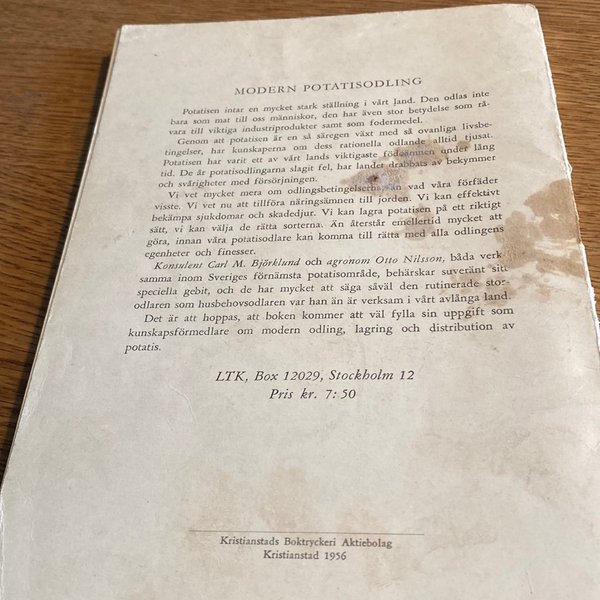 MODERN POTATISODLING
Potatisen intar en mycket stark ställning i vårt land. Den odlas inte
bara som mat till oss människor, den har även stor betydelse som rå-
vara till viktiga industriprodukter samt som fodermedel.
Genom att potatisen är en så säregen växt med så ovanliga livsbe-
tingelser, har kunskaperna om dess rationella odlande alltid tjusat.
Potatisen har varit ett av vårt lands viktigaste födoämnen under lång
tid. De år potatisodlingarna slagit fel, har landet drabbats av bekymmer
och svårigheter med försörjningen.
Vi vet mycket mera om odlingsbetingelserna än vad våra förfäder
visste. Vi vet nu att tillföra näringsämnen till jorden. Vi kan effektivt
bekämpa sjukdomar och skadedjur. Vi kan lagra potatisen på ett riktigt
sätt, vi kan välja de rätta sorterna. Än återstår emellertid mycket att
göra, innan våra potatisodlare kan komma till rätta med alla odlingens
egenheter och finesser.
Konsulent Carl M. Björklund och agronom Otto Nilsson, båda verk-
samma inom Sveriges förnämsta potatisområde, behärskar suveränt sitt
speciella gebit, och de har mycket att säga såväl den rutinerade stor-
odlaren som husbehovsodlaren var han än är verksam i vårt avlånga land.
Det är att hoppas, att boken kommer att väl fylla sin uppgift som
kunskapsförmedlare om modern odling, lagring och distribution av
potatis.
LTK, Box 12029, Stockholm 12
Pris kr. 7:50
Kristianstads Boktryckeri Aktiebolag
Kristianstad 1956